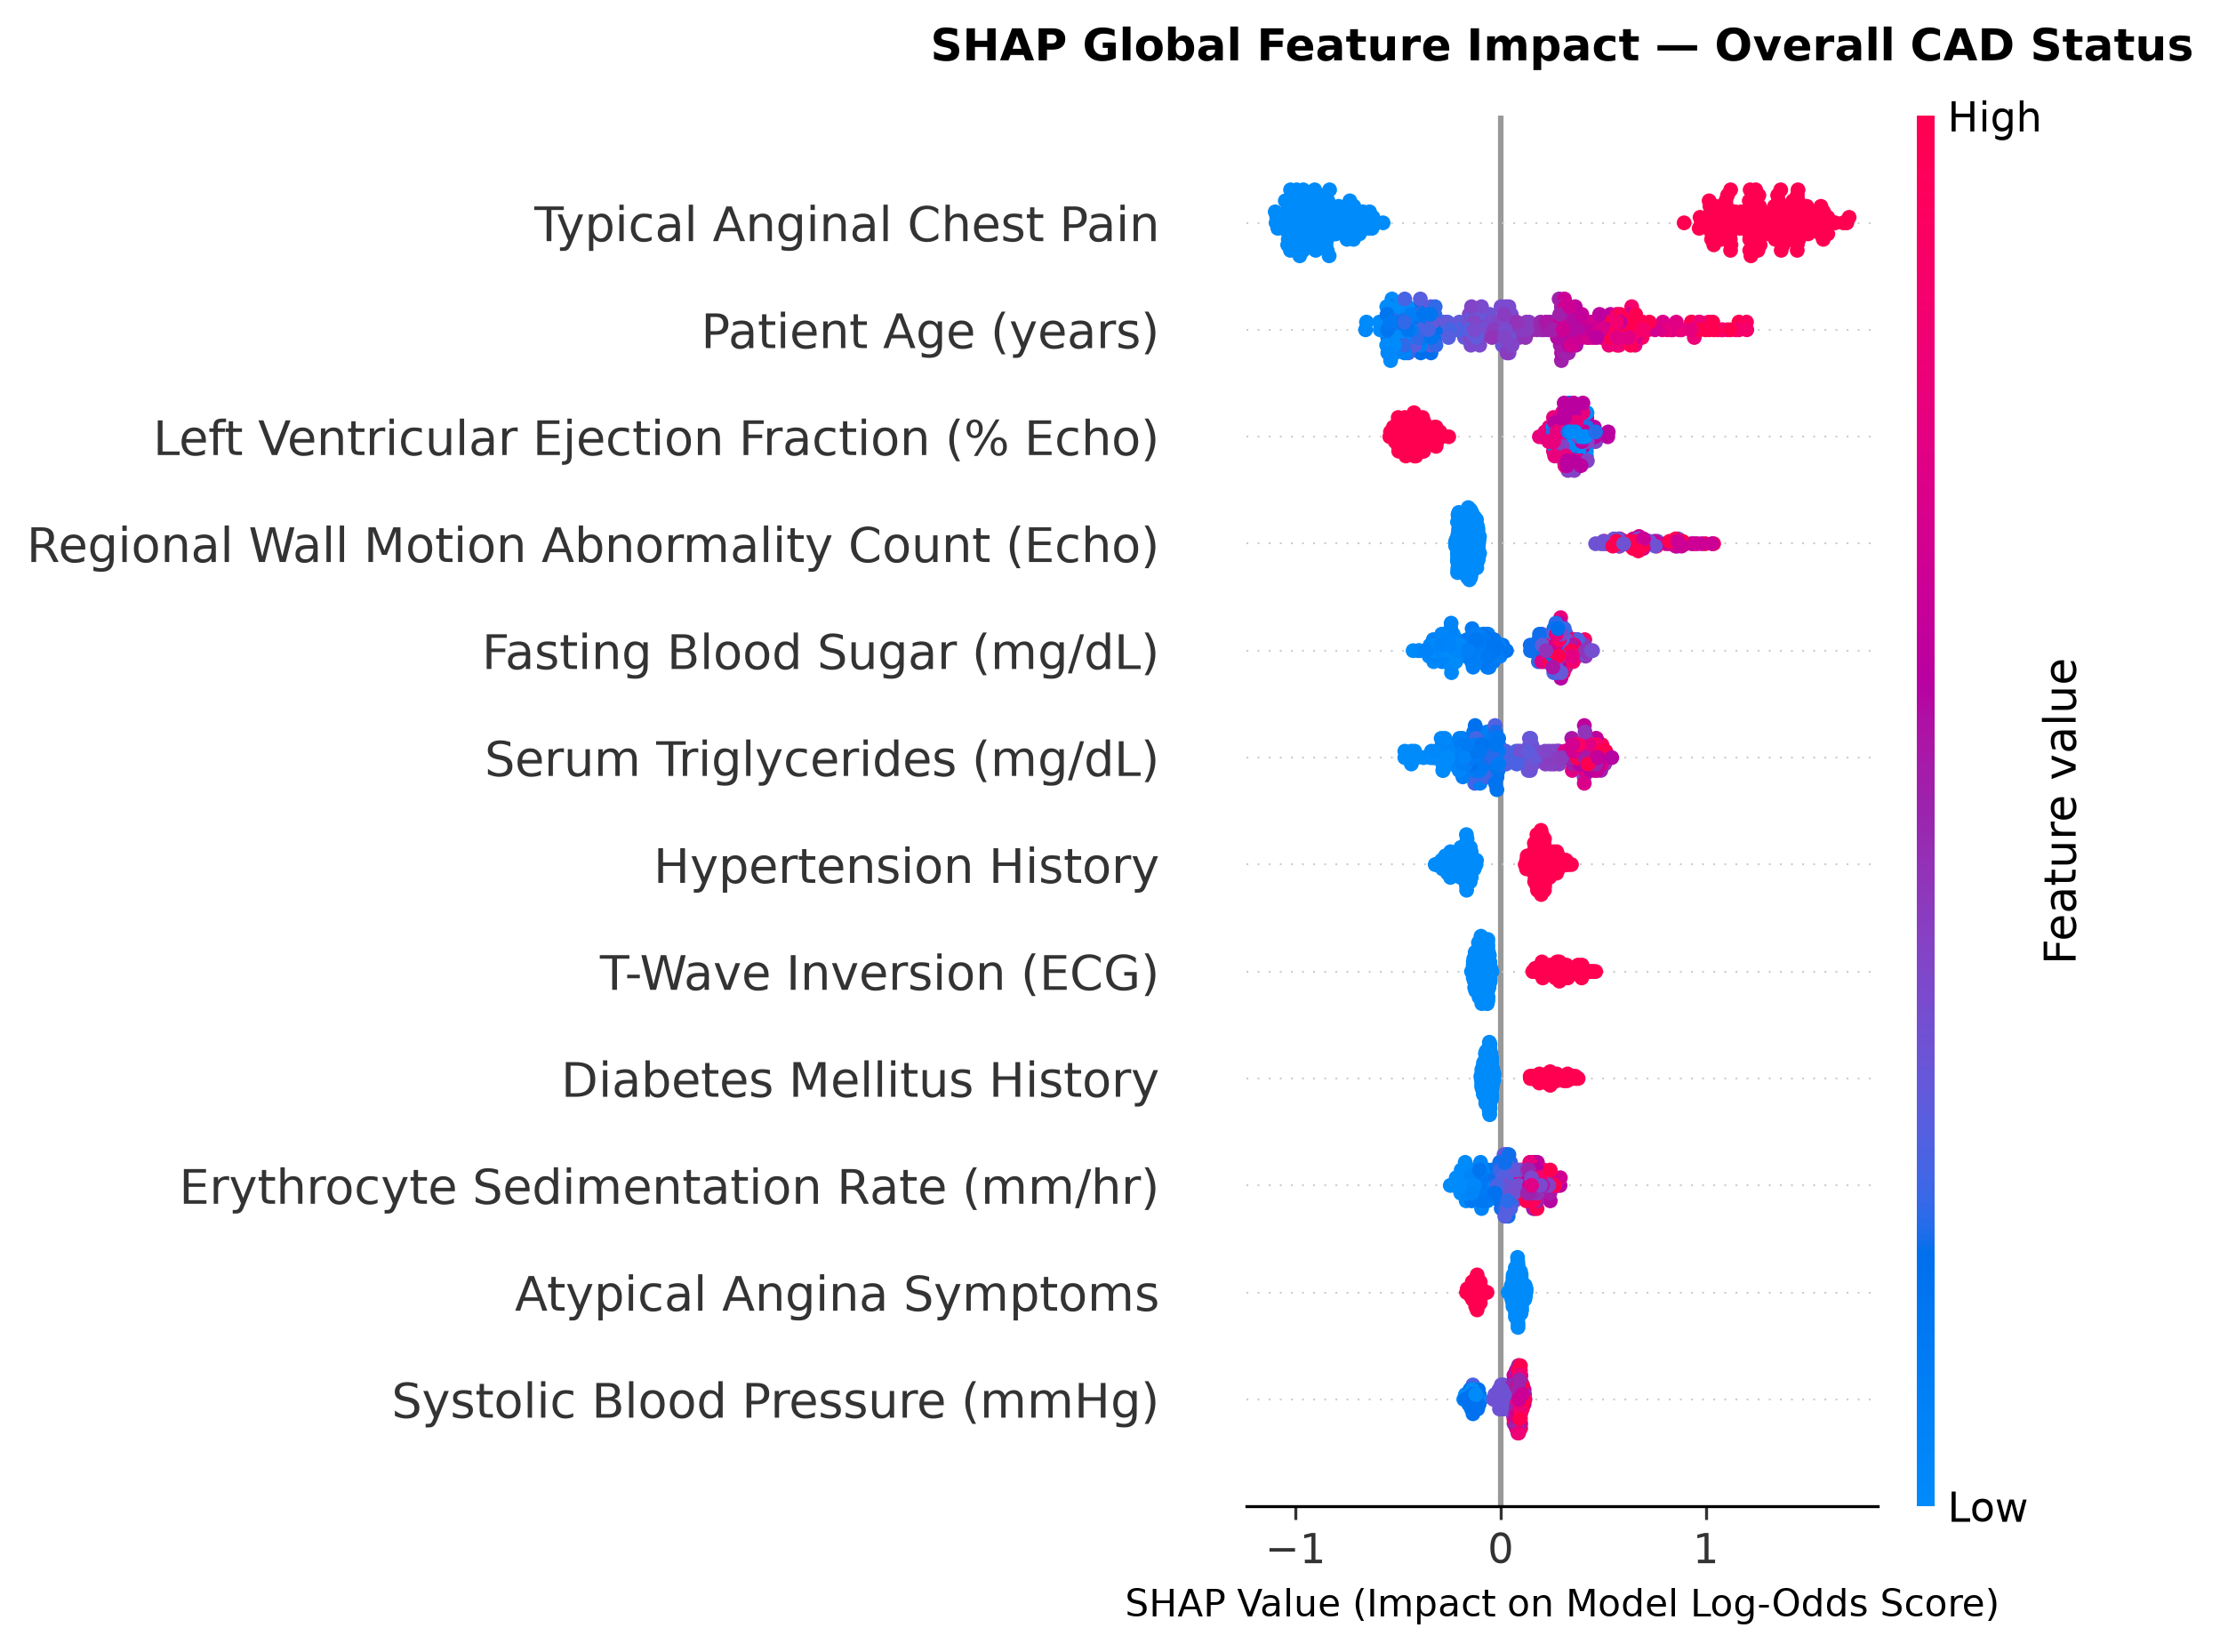 SHAP Global Feature Impact — Overall CAD Status
High
Typical Anginal Chest Pain
Patient Age (years)
Left Ventricular Ejection Fraction (% Echo)
Regional Wall Motion Abnormality Count (Echo)
Fasting Blood Sugar (mg/dL)
Serum Triglycerides (mg/dL)
Hypertension History
T-Wave Inversion (ECG)
Diabetes Mellitus History
Erythrocyte Sedimentation Rate (mm/hr)
Atypical Angina Symptoms
Systolic Blood Pressure (mmHg)
Feature value
Low
−1 0 1
SHAP Value (Impact on Model Log-Odds Score)